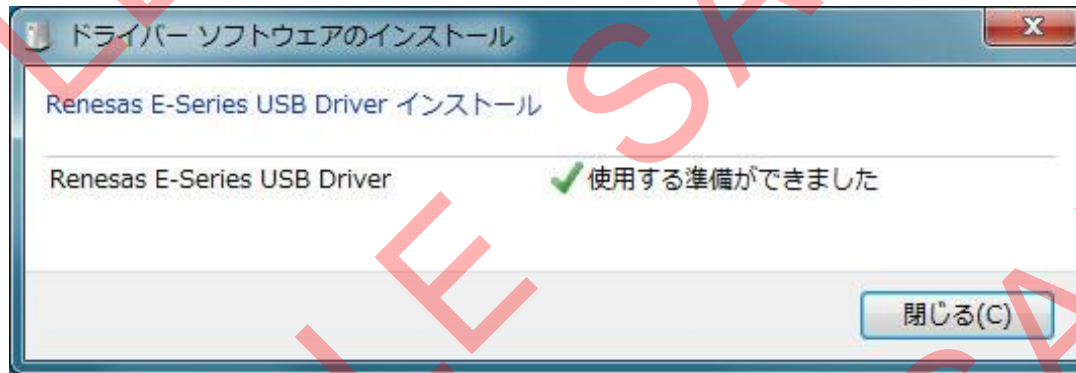 ドライバー ソフトウェアのインストール
Renesas E-Series USB Driver インストール
Renesas E-Series USB Driver 使用する準備ができました
閉じる(C)